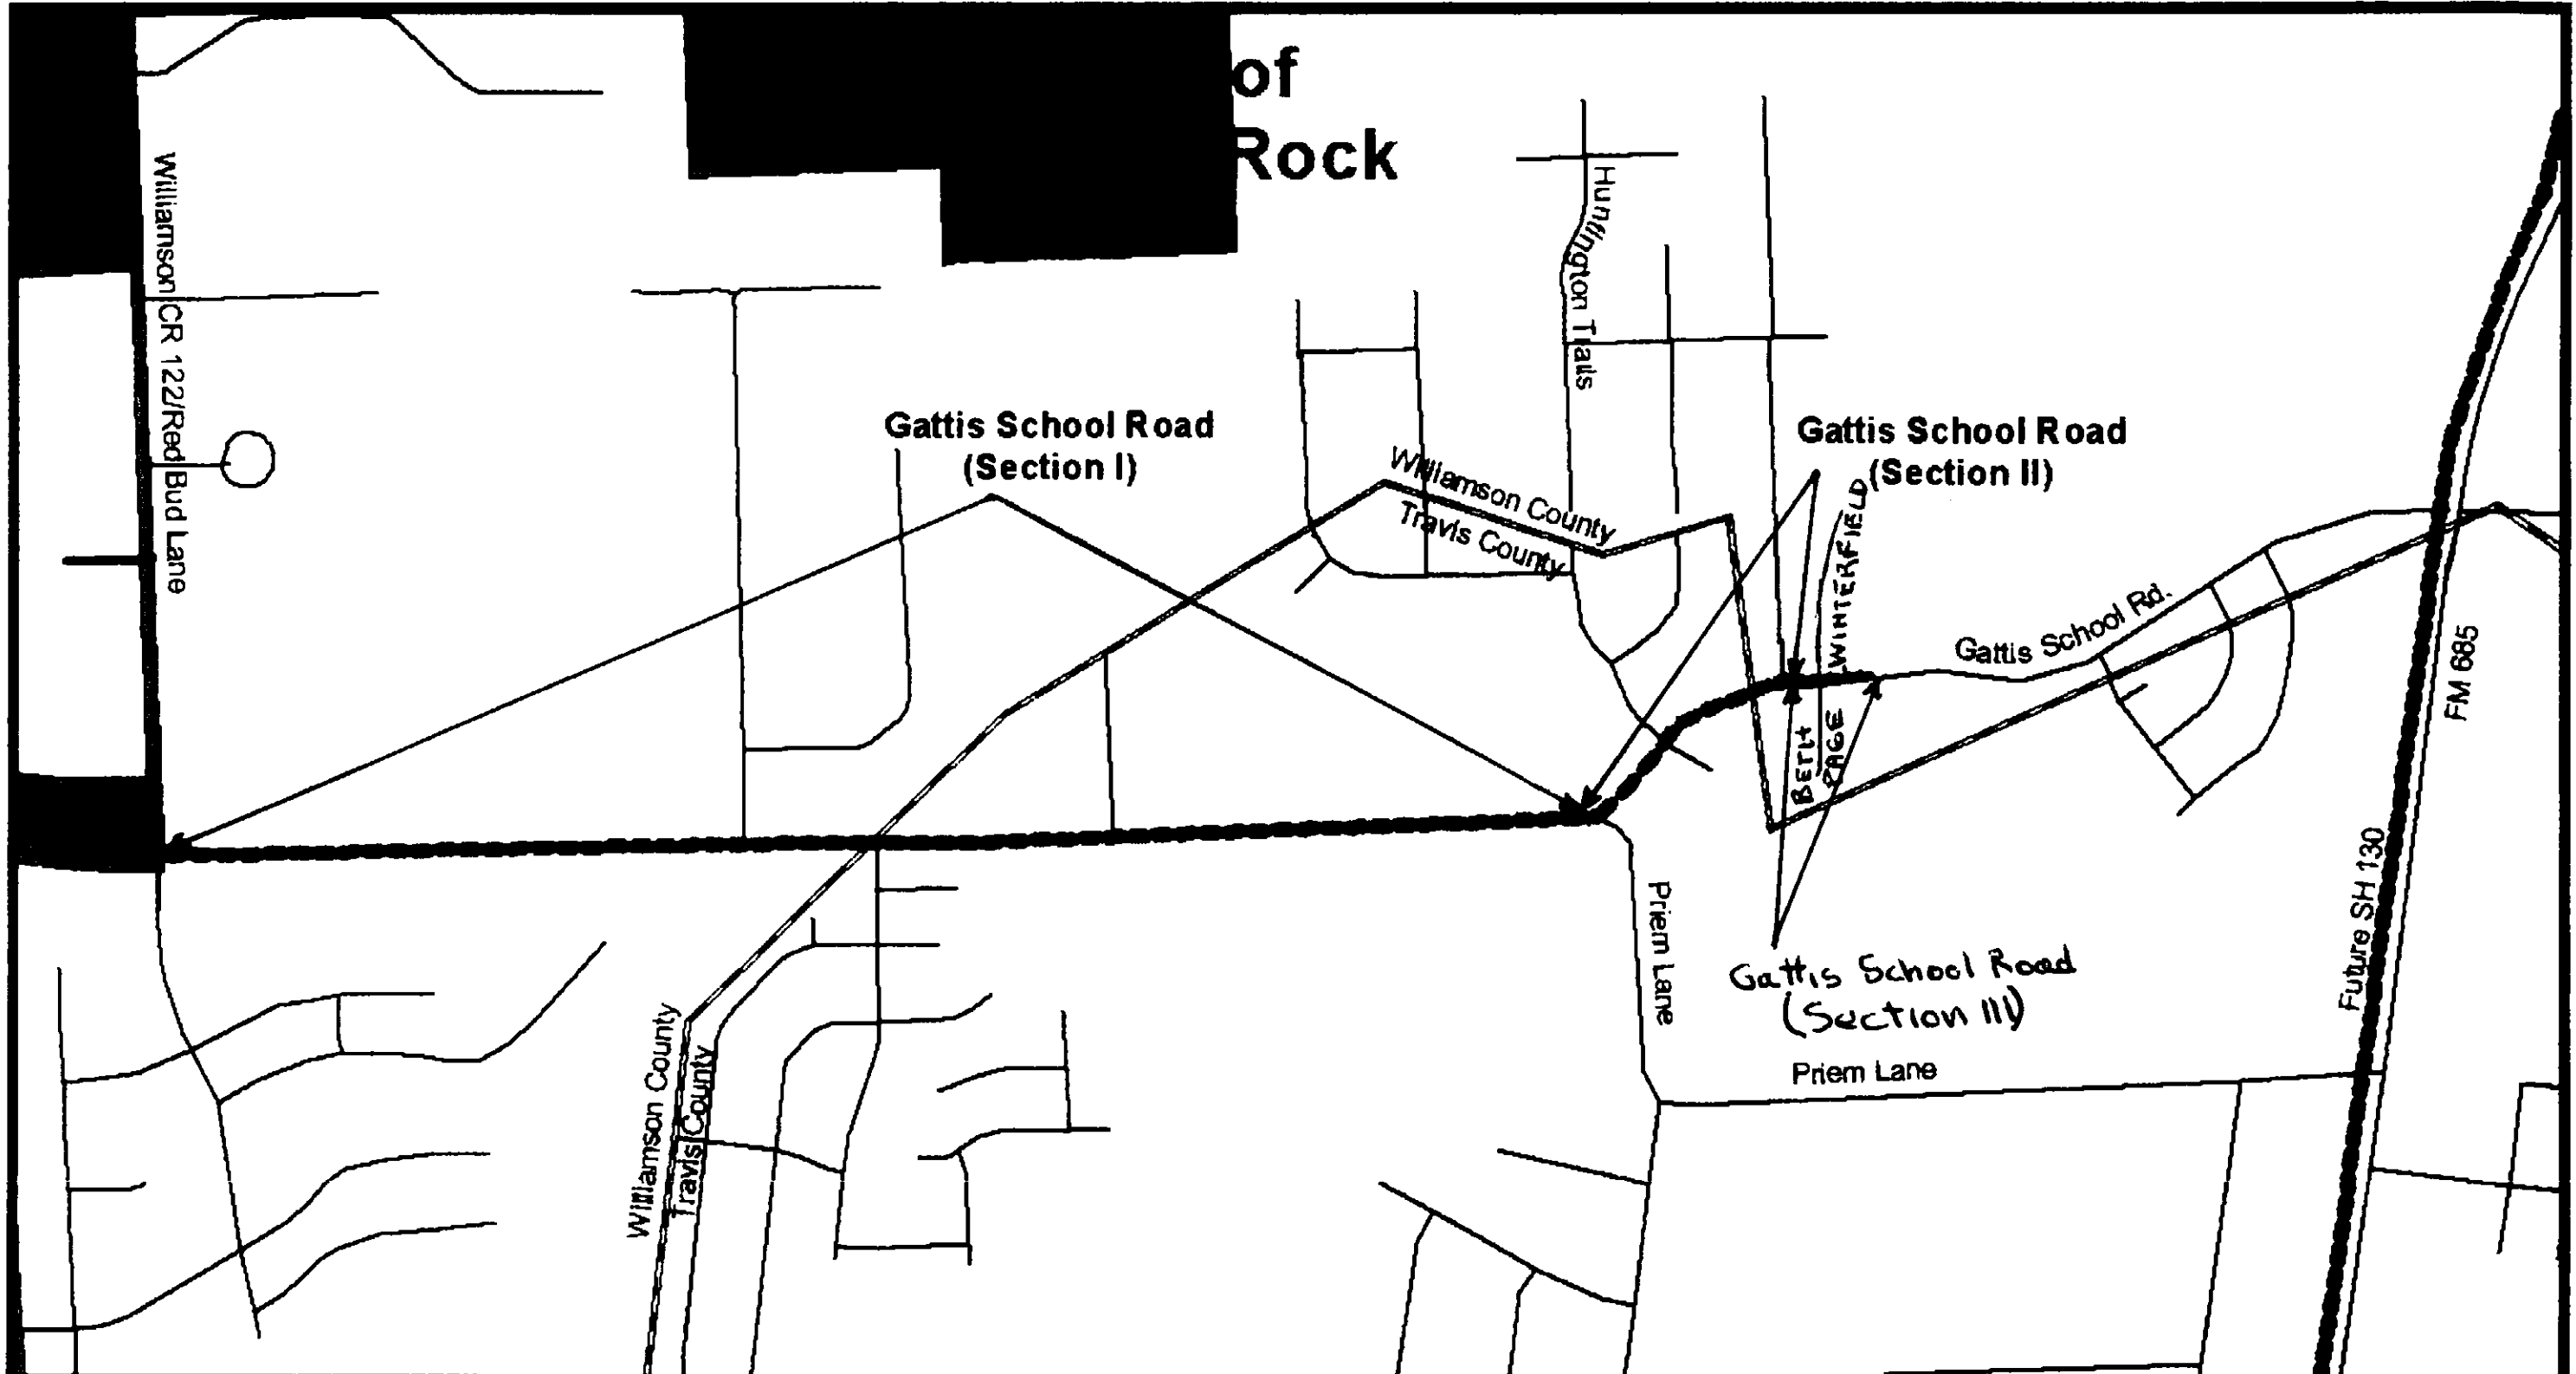 of
Rock
Williamson CR 122/Red Bud Lane
Huntington Trails
Gattis School Road
(Section I)
Gattis School Road
(Section II)
Williamson County
Travis County
WINTERFIELD
Gattis School Rd.
FM 685
BETH
PAGE
Future SH 130
Priem Lane
Gattis School Road
(Section III)
Priem Lane
Williamson County
Travis County